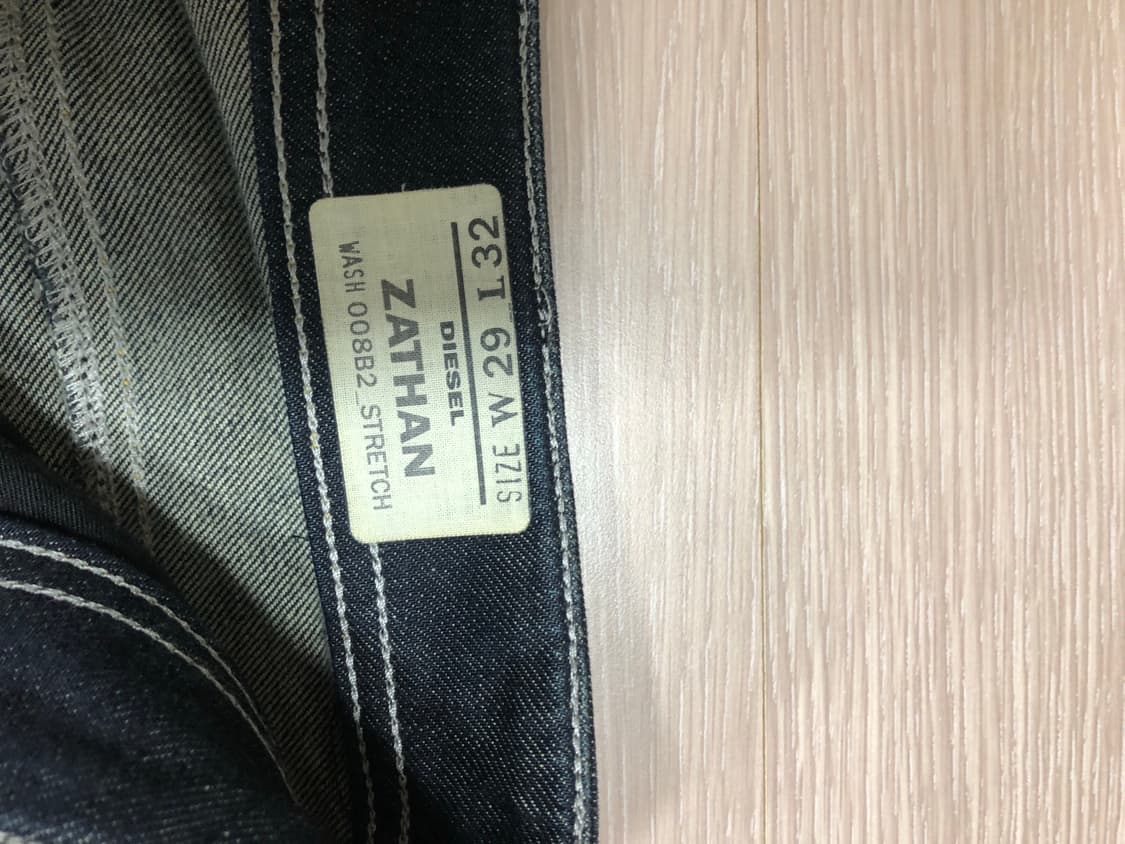 SIZE W 29 L 32
DIESEL
ZATHAN
WASH 008B2_STRETCH